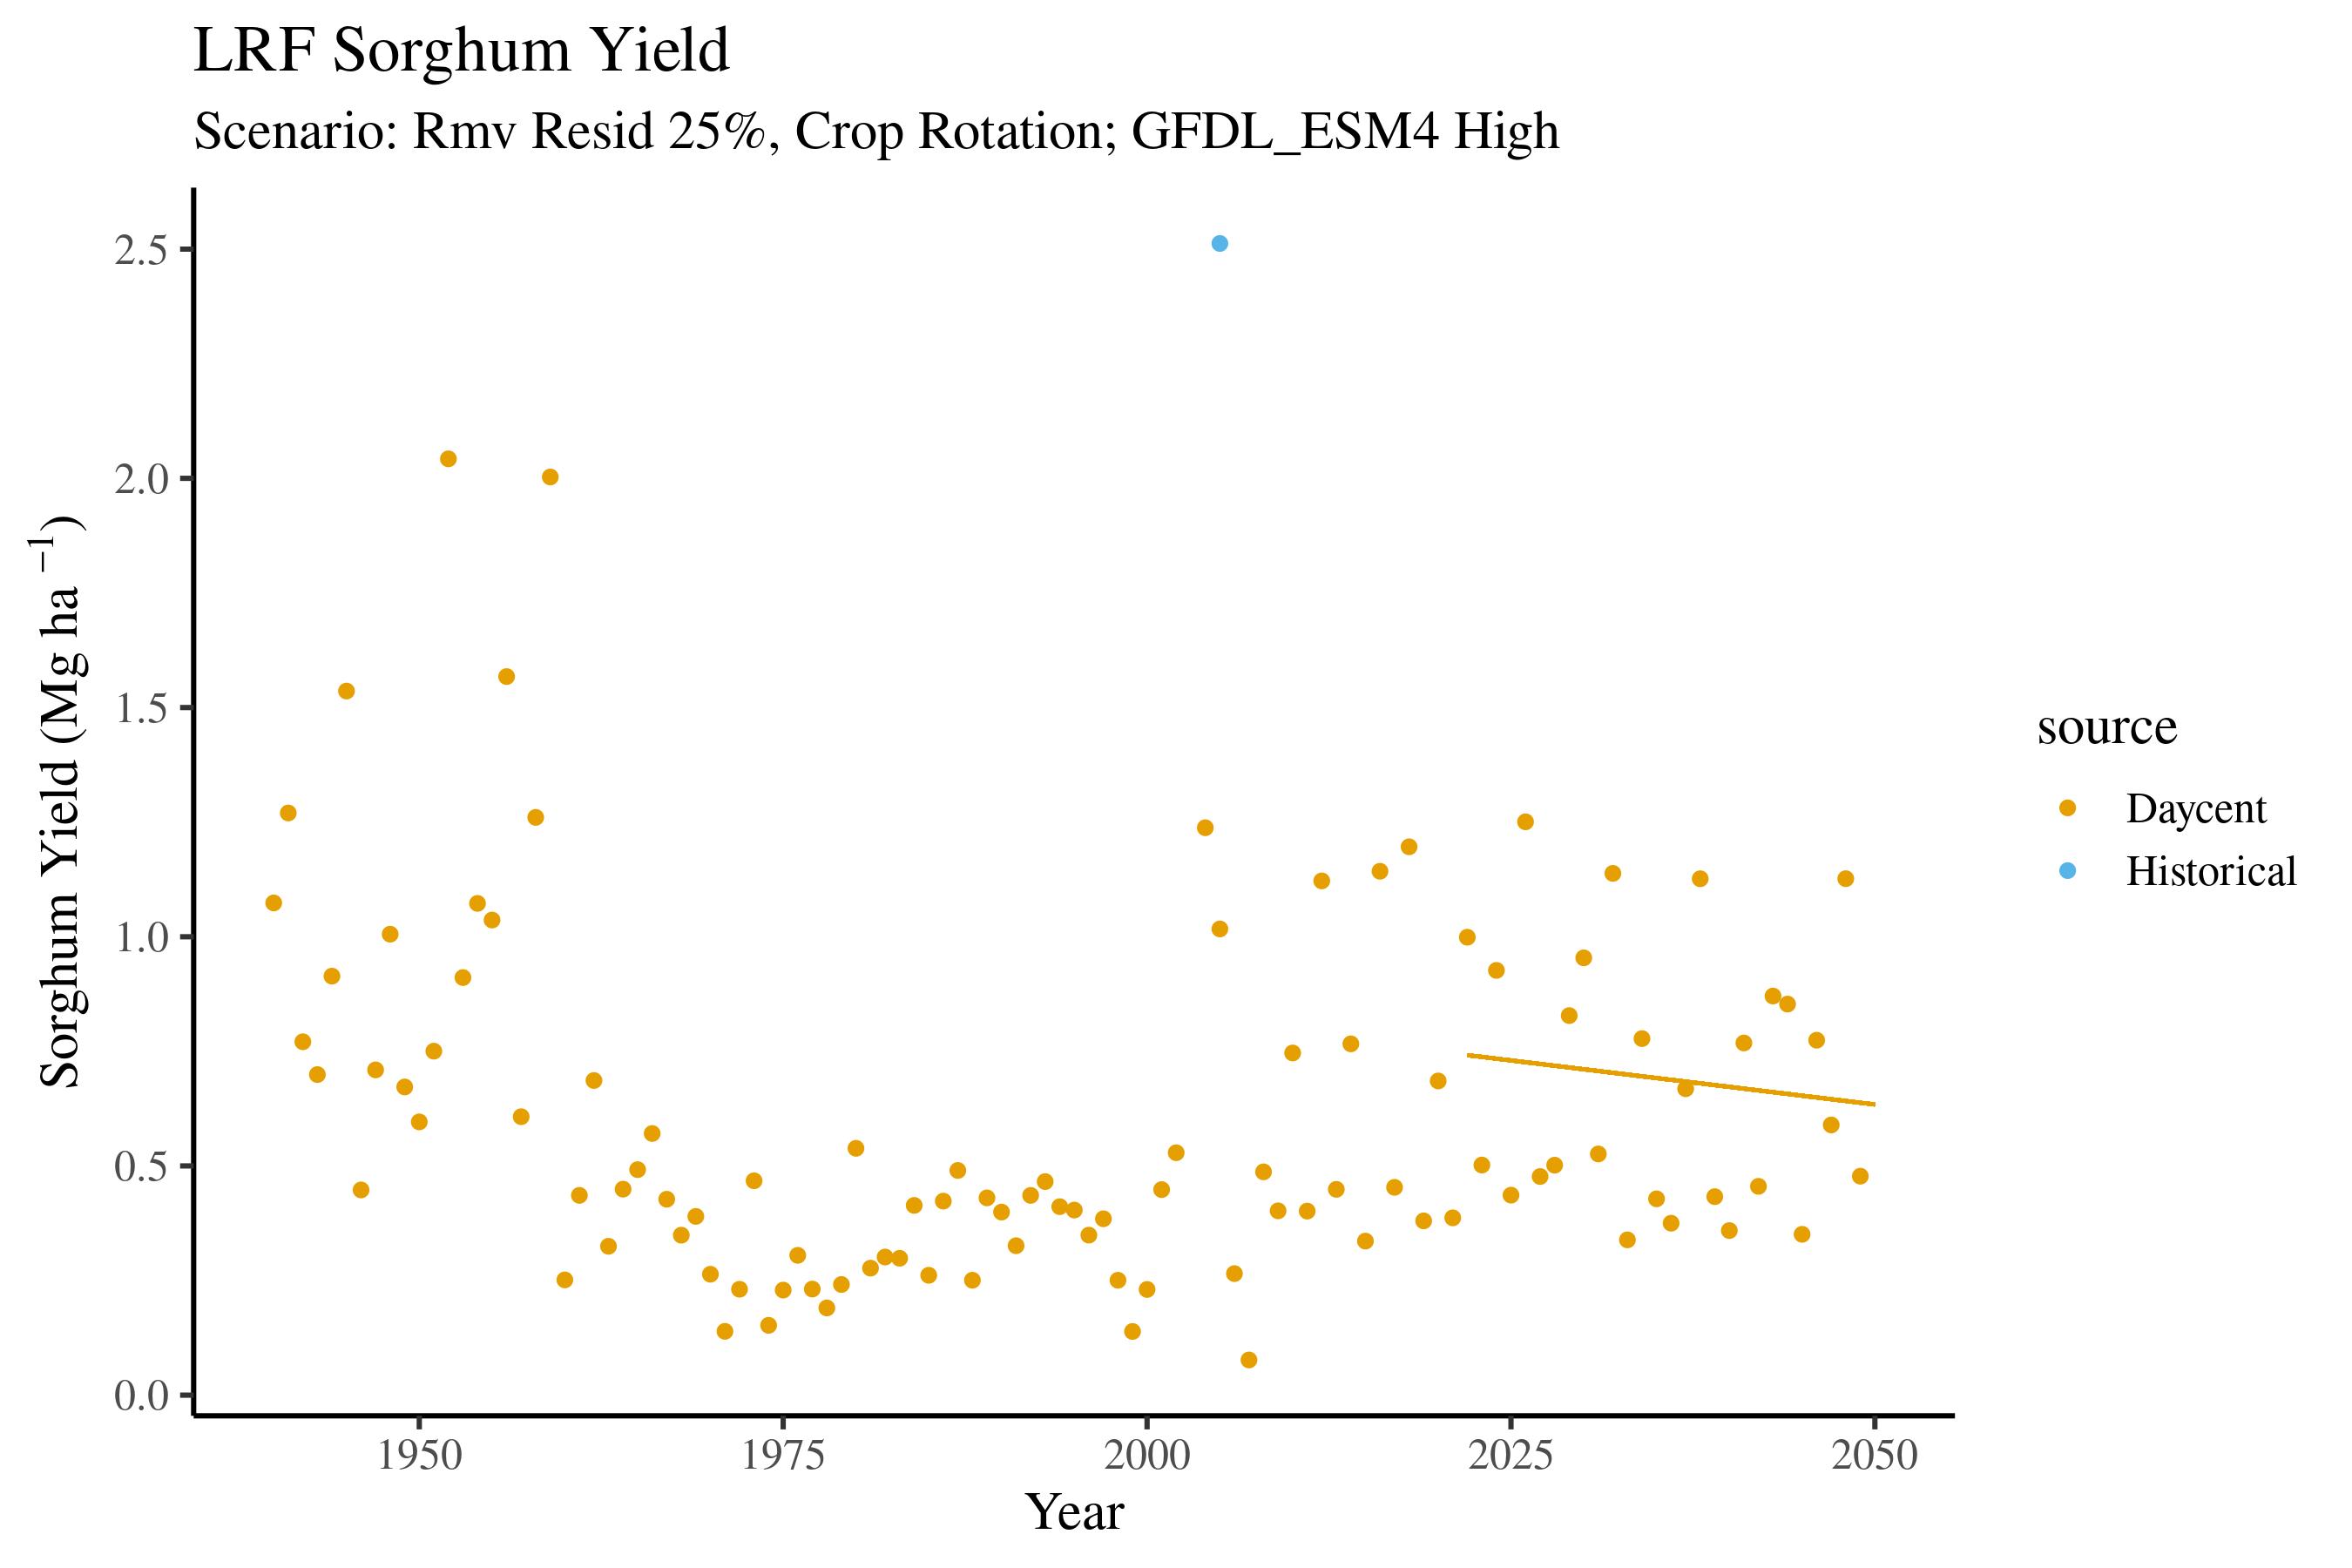 LRF Sorghum Yield
Scenario: Rmv Resid 25%, Crop Rotation; GFDL_ESM4 High
Sorghum Yield (Mg ha −1)
2.5
2.0
1.5
1.0
0.5
0.0
1950 1975 2000 2025 2050
Year
source
Daycent
Historical